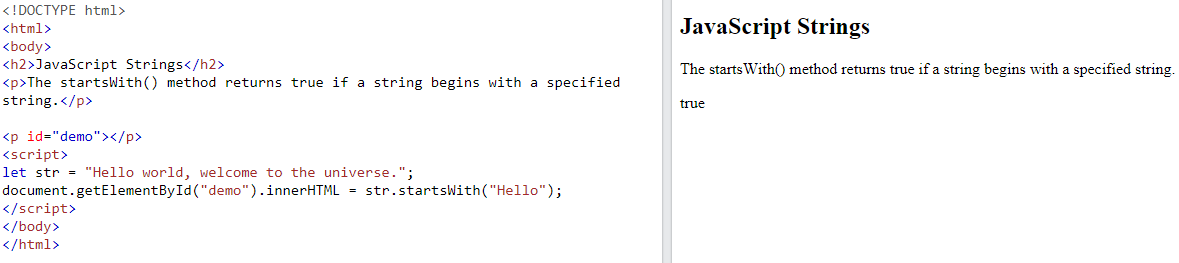 <!DOCTYPE html>
<html>
<body>
<h2>JavaScript Strings</h2>
<p>The startsWith() method returns true if a string begins with a specified
string.</p>
<p id="demo"></p>
<script>
let str = "Hello world, welcome to the universe.";
document.getElementById("demo").innerHTML = str.startsWith("Hello");
</script>
</body>
</html>
JavaScript Strings
The startsWith() method returns true if a string begins with a specified string.
true